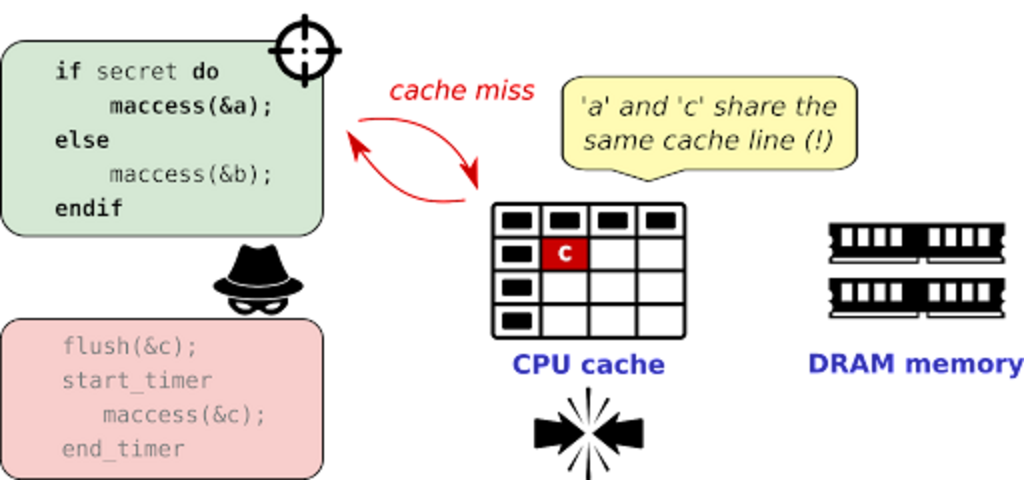 if secret do
maccess(&a);
else
maccess(&b);
endif
cache miss
'a' and 'c' share the
same cache line (!)
c
CPU cache
DRAM memory
flush(&c);
start_timer
maccess(&c);
end_timer